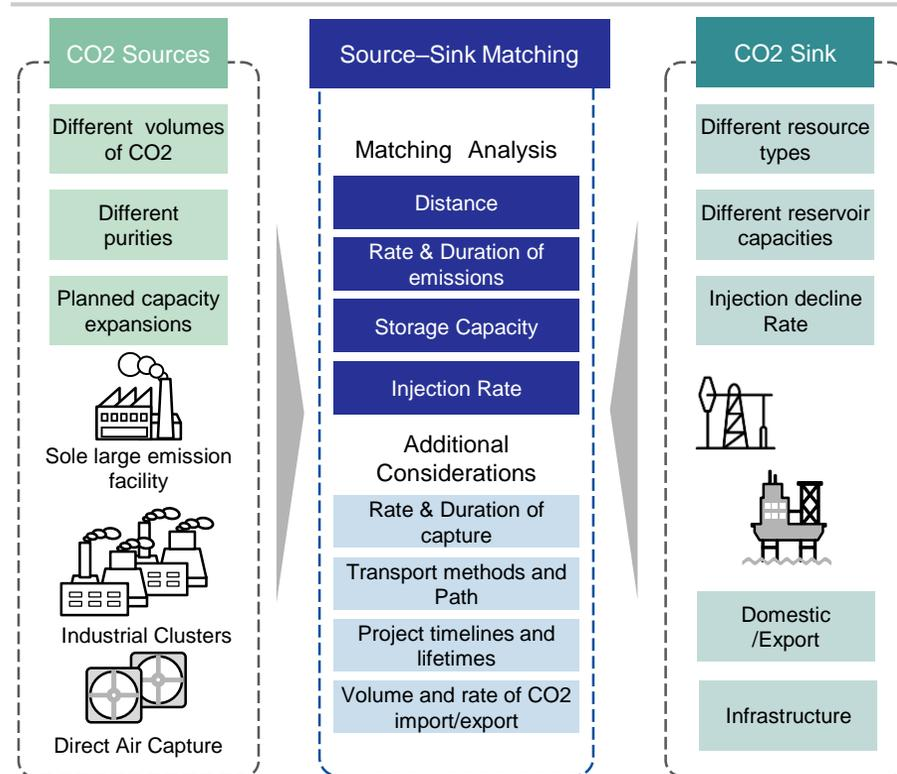 CO2 Sources
Different volumes
of CO2
Different
purities
Planned capacity
expansions
Sole large emission
facility
Industrial Clusters
Direct Air Capture
Source–Sink Matching
Matching Analysis
Distance
Rate & Duration of
emissions
Storage Capacity
Injection Rate
Additional
Considerations
Rate & Duration of
capture
Transport methods and
Path
Project timelines and
lifetimes
Volume and rate of CO2
import/export
CO2 Sink
Different resource
types
Different reservoir
capacities
Injection decline
Rate
Domestic
/Export
Infrastructure